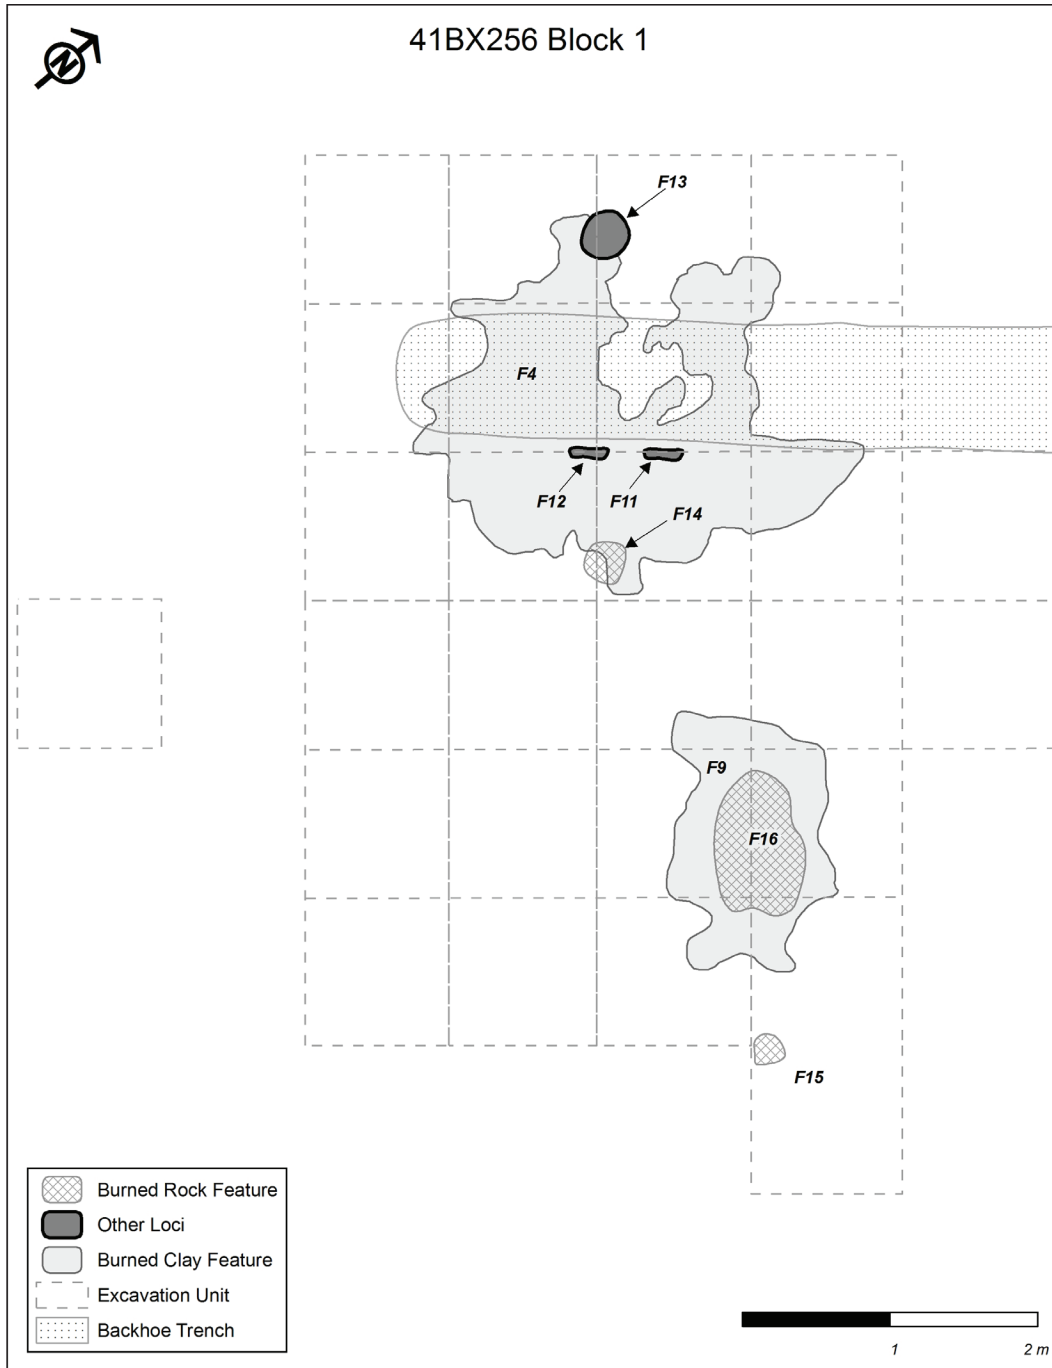 N
41BX256 Block 1
F13
F4
F12
F11
F14
F9
F16
F15
Burned Rock Feature
Other Loci
Burned Clay Feature
Excavation Unit
Backhoe Trench
1
2 m